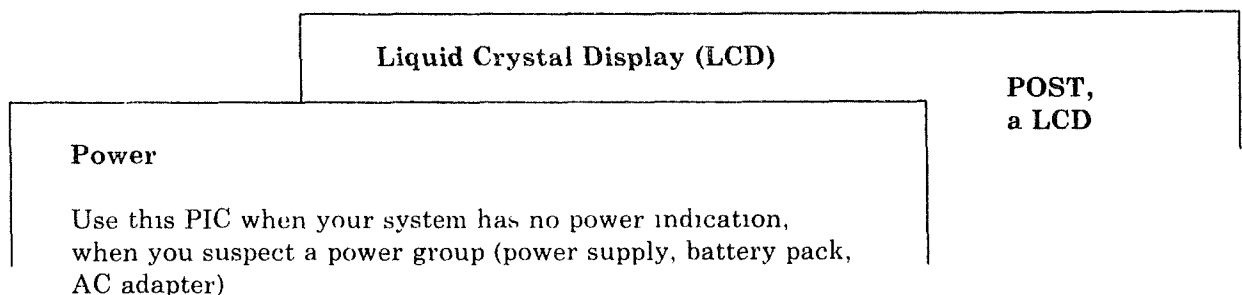 Liquid Crystal Display (LCD)
POST,
a LCD
Power
Use this PIC when your system has no power indication,
when you suspect a power group (power supply, battery pack,
AC adapter)